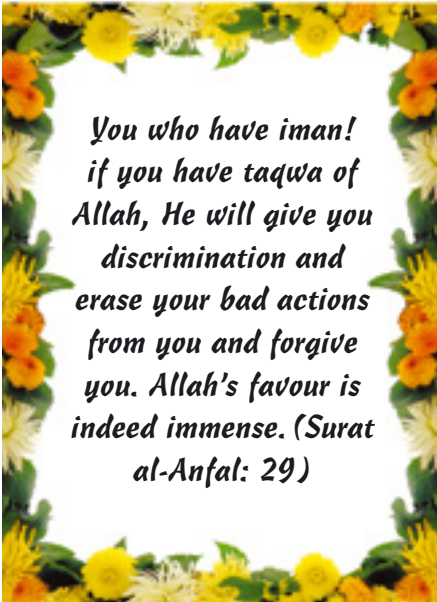 You who have iman!
if you have taqwa of
Allah, He will give you
discrimination and
erase your bad actions
from you and forgive
you. Allah's favour is
indeed immense. (Surat
al-Anfal: 29)